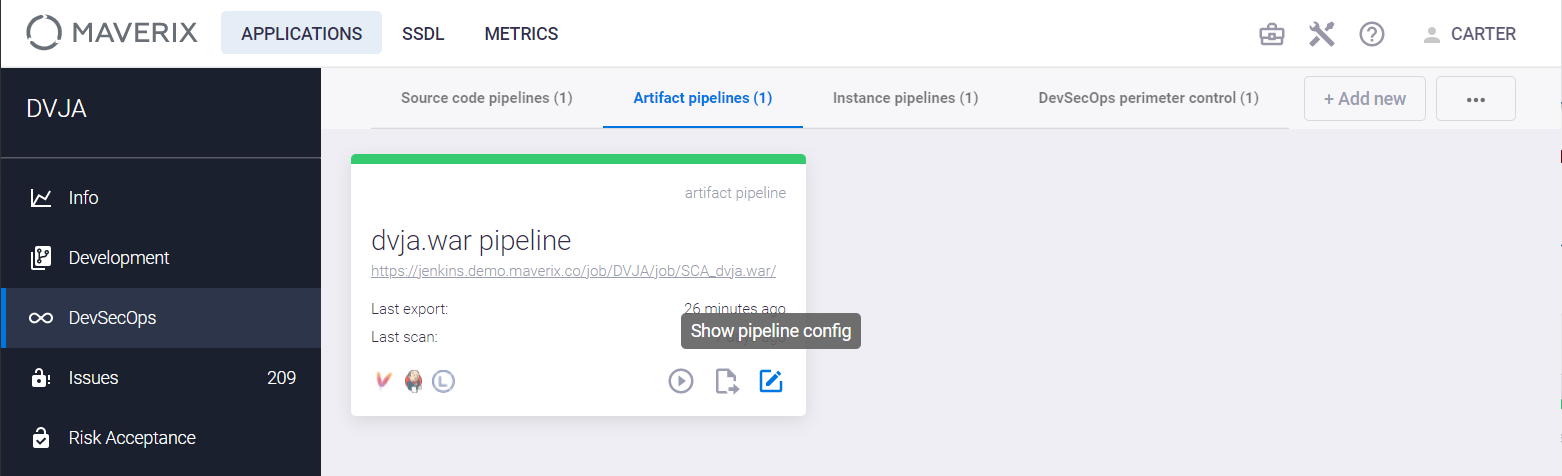 MAVERIX APPLICATIONS SSDL METRICS CARTER
DVJA
Source code pipelines (1) Artifact pipelines (1) Instance pipelines (1) DevSecOps perimeter control (1) + Add new ...
Info
Development
DevSecOps
Issues 209
Risk Acceptance
artifact pipeline
dvja.war pipeline
https://jenkins.demo.maverix.co/job/DVJA/job/SCA_dvja.war/
Last export: 26 minutes ago
Show pipeline config
Last scan:
L